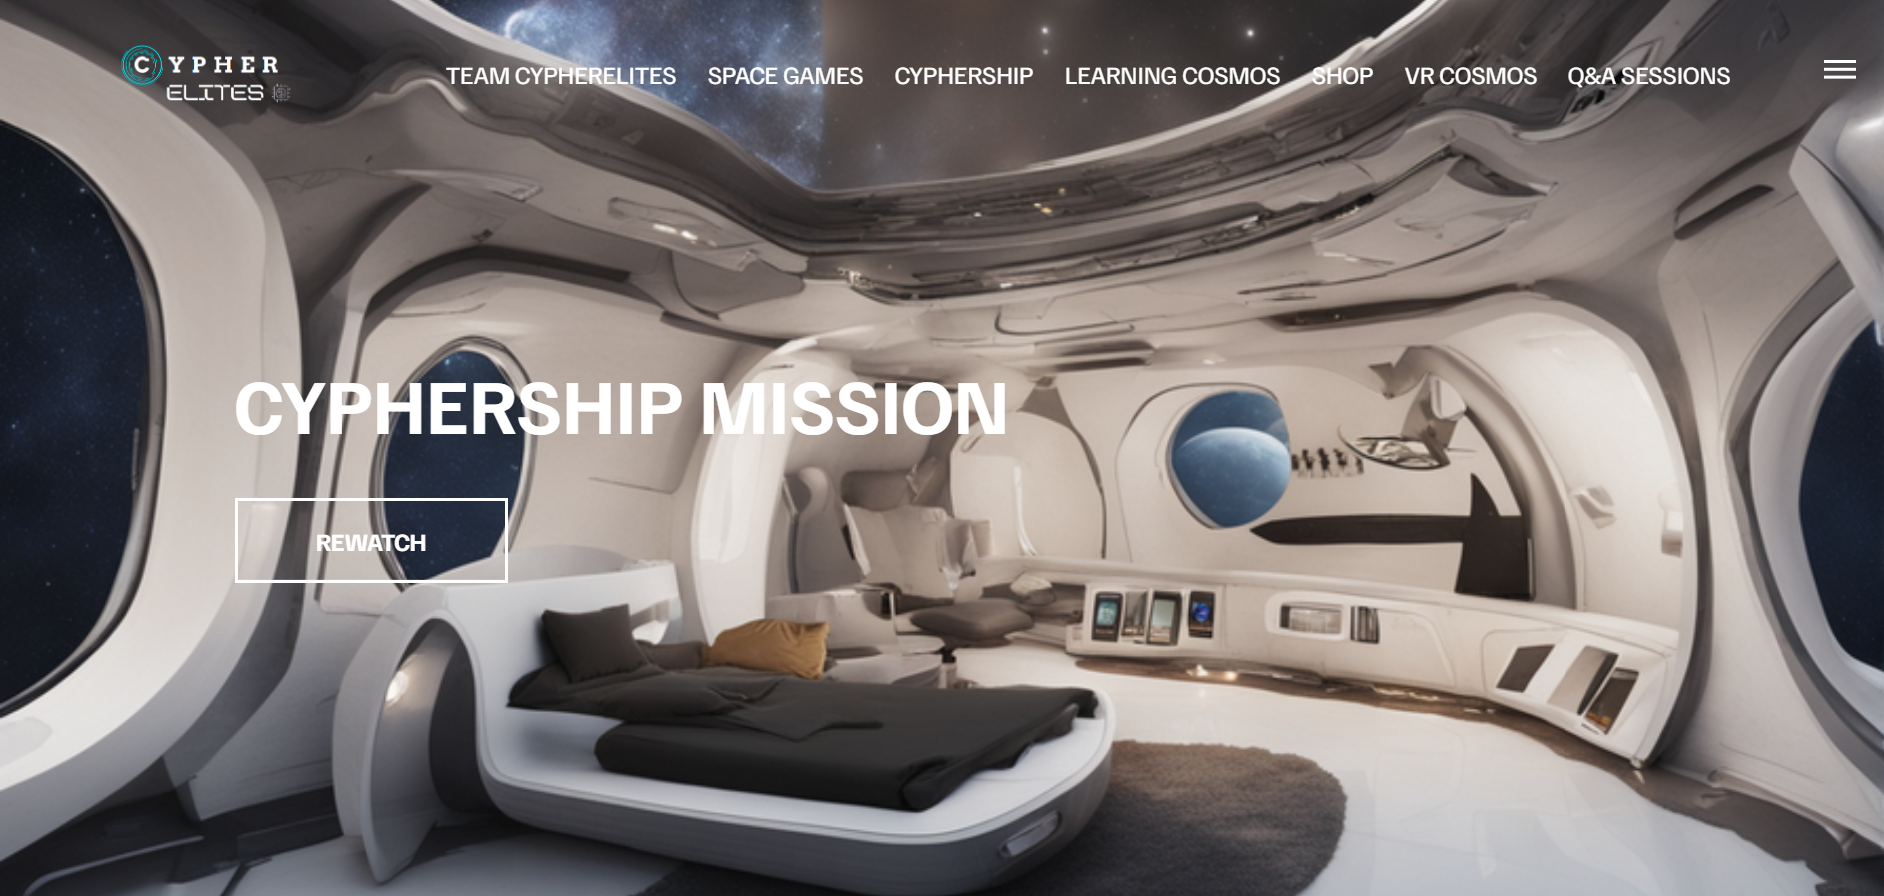 CYPHER
ELITES
TEAM CYPHERELITES SPACE GAMES CYPHERSHIP LEARNING COSMOS SHOP VR COSMOS Q&A SESSIONS
CYPHERSHIP MISSION
REWATCH